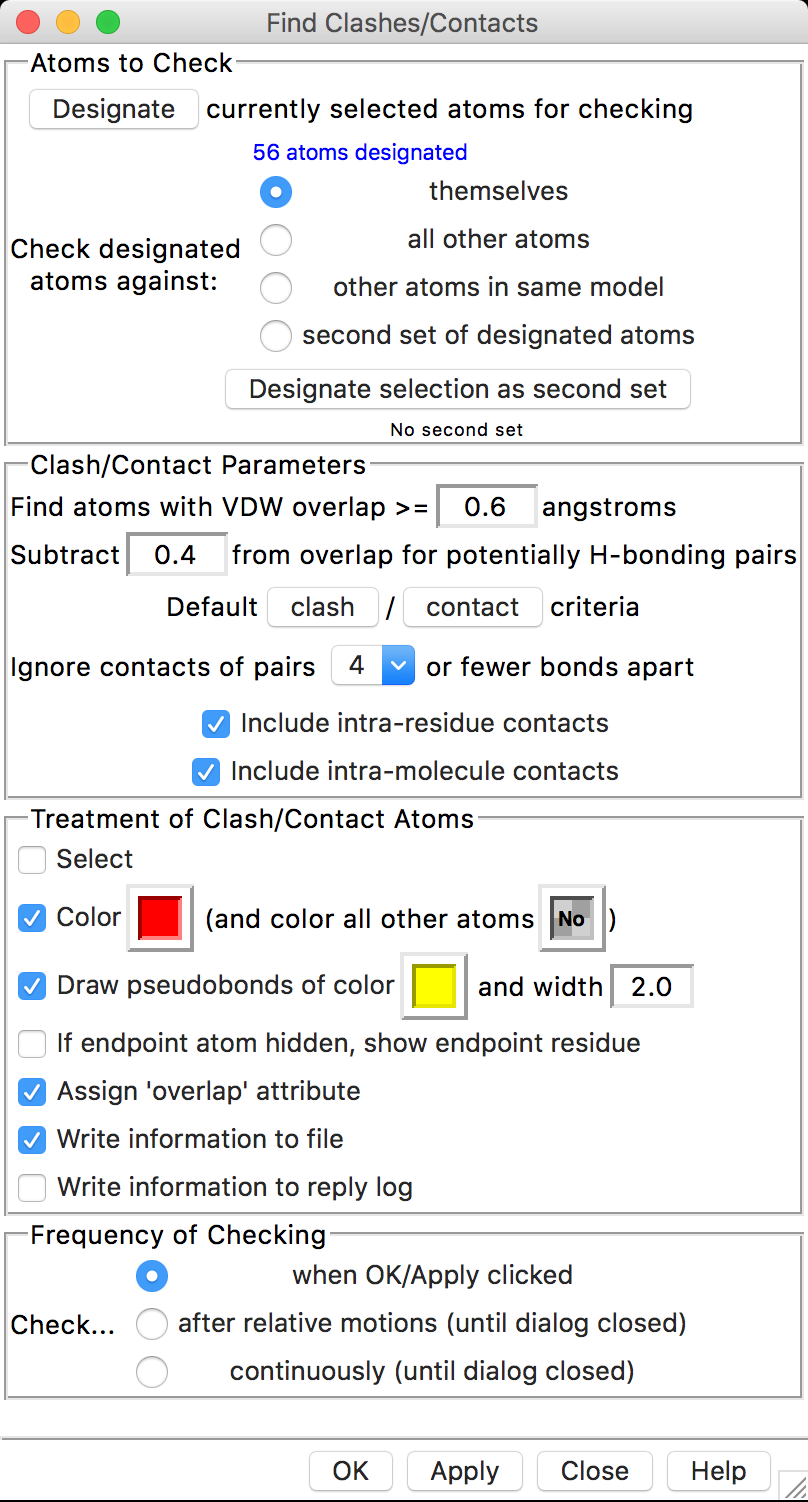 Find Clashes/Contacts
Atoms to Check
Designate currently selected atoms for checking
56 atoms designated
Check designated
atoms against:
themselves
all other atoms
other atoms in same model
second set of designated atoms
Designate selection as second set
No second set
Clash/Contact Parameters
Find atoms with VDW overlap >= 0.6 angstroms
Subtract 0.4 from overlap for potentially H-bonding pairs
Default clash / contact criteria
Ignore contacts of pairs 4 or fewer bonds apart
Include intra-residue contacts
Include intra-molecule contacts
Treatment of Clash/Contact Atoms
Select
Color (and color all other atoms No )
Draw pseudobonds of color and width 2.0
If endpoint atom hidden, show endpoint residue
Assign 'overlap' attribute
Write information to file
Write information to reply log
Frequency of Checking
Check...
when OK/Apply clicked
after relative motions (until dialog closed)
continuously (until dialog closed)
OK Apply Close Help